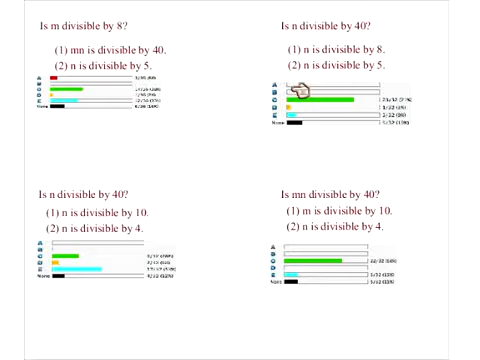 Is m divisible by 8?
(1) mn is divisible by 40.
(2) n is divisible by 5.
A
B
C
D
E
None
Is n divisible by 40?
(1) n is divisible by 8.
(2) n is divisible by 5.
A
B
C
D
E
None
Is n divisible by 40?
(1) n is divisible by 10.
(2) n is divisible by 4.
A
B
C
D
E
None
Is mn divisible by 40?
(1) m is divisible by 10.
(2) n is divisible by 4.
A
B
C
D
E
None